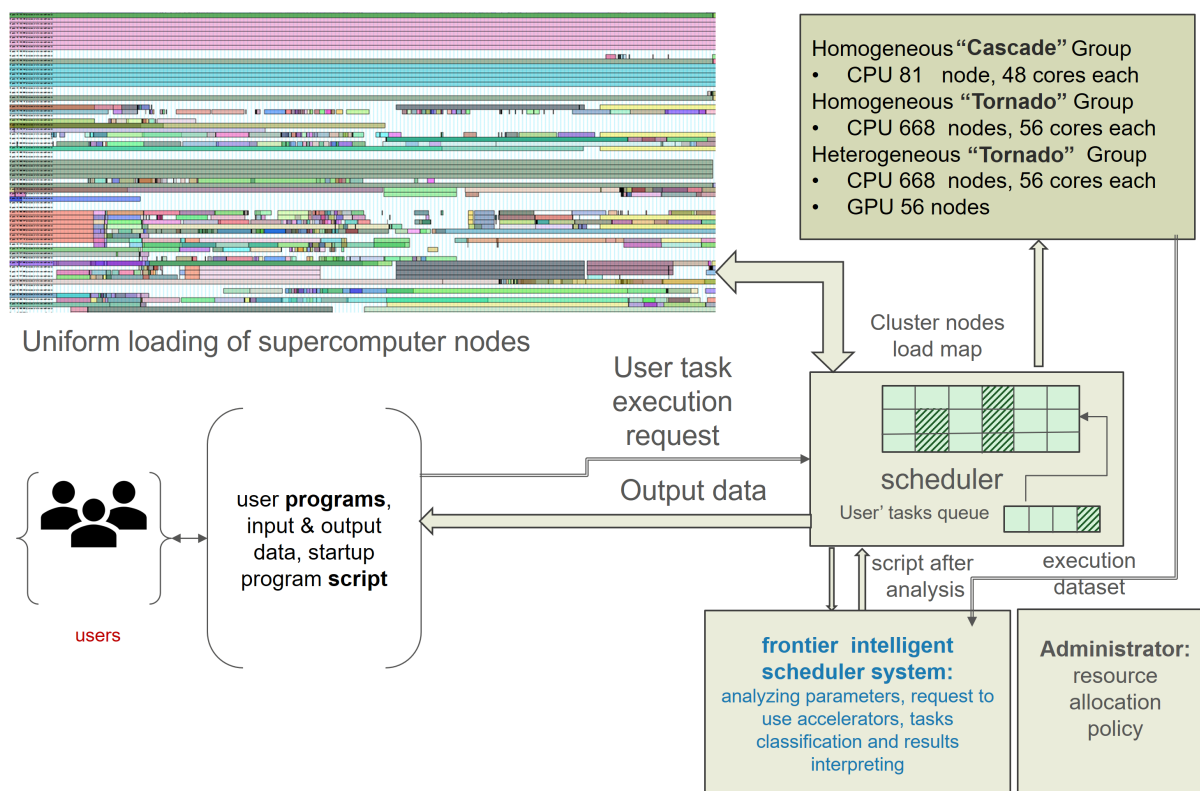 Homogeneous “Cascade” Group
• CPU 81 node, 48 cores each
Homogeneous “Tornado” Group
• CPU 668 nodes, 56 cores each
Heterogeneous “Tornado” Group
• CPU 668 nodes, 56 cores each
• GPU 56 nodes
Uniform loading of supercomputer nodes
Cluster nodes
load map
User task
execution
request
scheduler
User’ tasks queue
Output data
user programs,
input & output
data, startup
program script
users
script after
analysis
execution
dataset
frontier intelligent
scheduler system:
analyzing parameters, request to
use accelerators, tasks
classification and results
interpreting
Administrator:
resource
allocation
policy